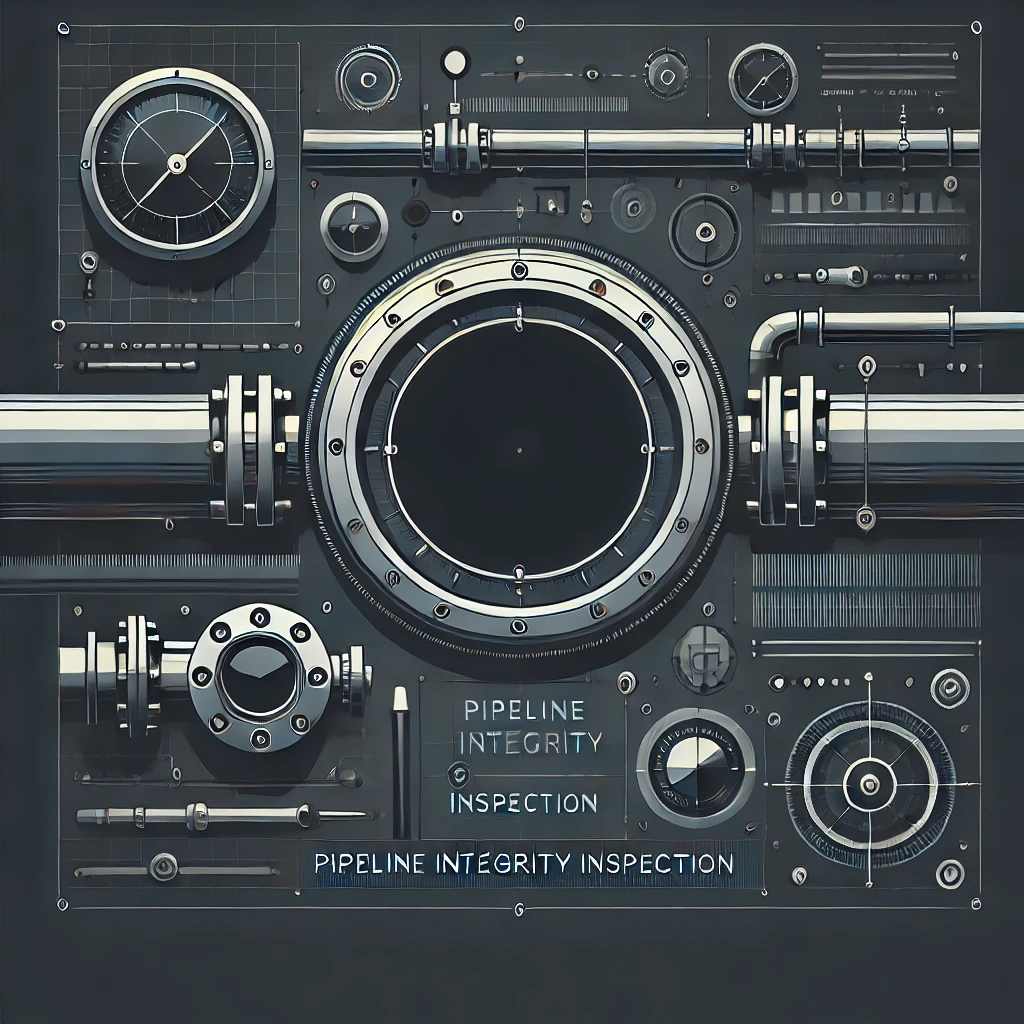 PIPELINE
INTEGRITY
INSPECTION
PIPELINE INTEGRITY INSPECTION